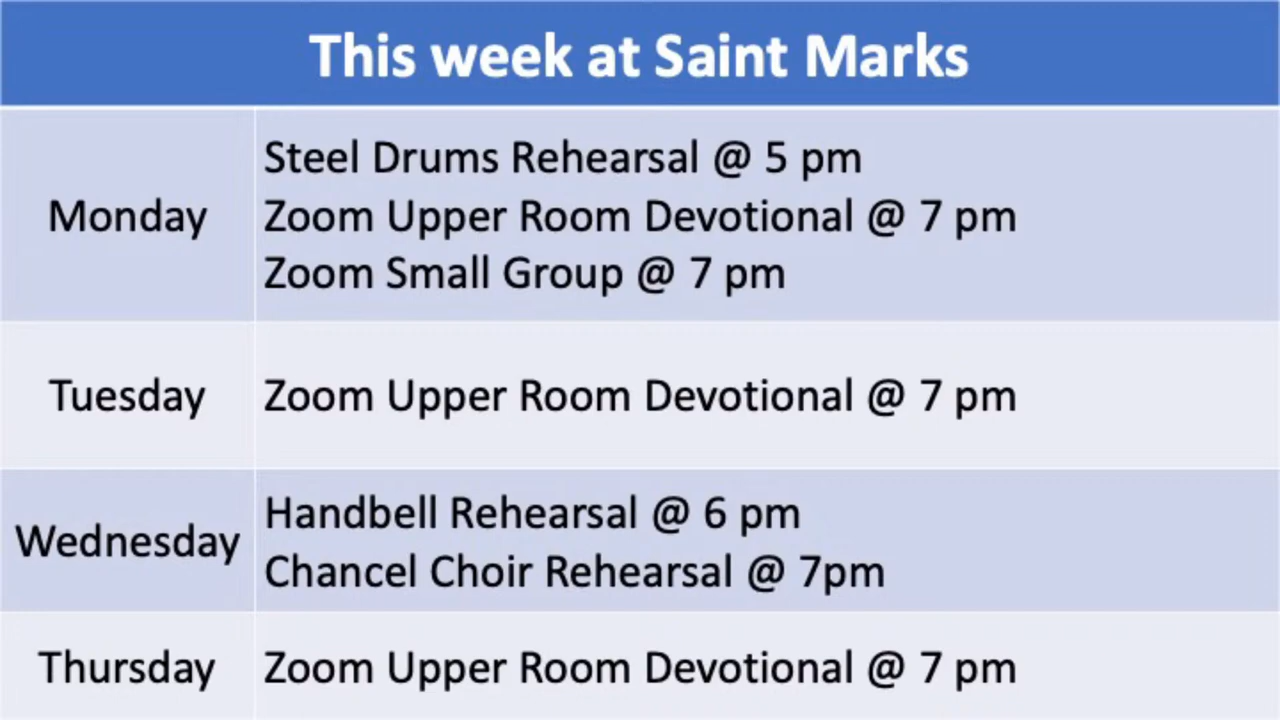 This week at Saint Marks
Monday
Steel Drums Rehearsal @ 5 pm
Zoom Upper Room Devotional @ 7 pm
Zoom Small Group @ 7 pm
Tuesday
Zoom Upper Room Devotional @ 7 pm
Wednesday
Handbell Rehearsal @ 6 pm
Chancel Choir Rehearsal @ 7pm
Thursday
Zoom Upper Room Devotional @ 7 pm